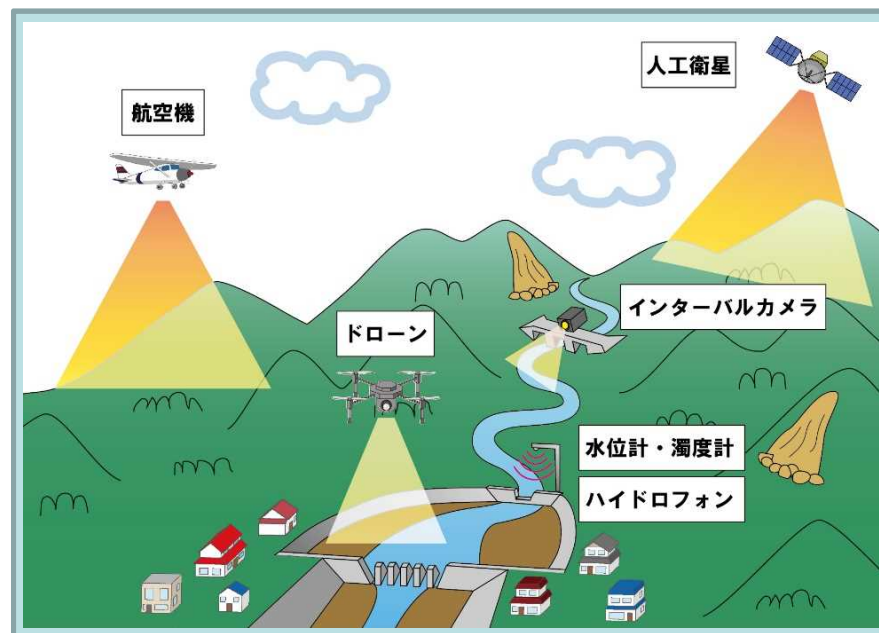 人工衛星
航空機
インターバルカメラ
ドローン
水位計・濁度計
ハイドロフォン